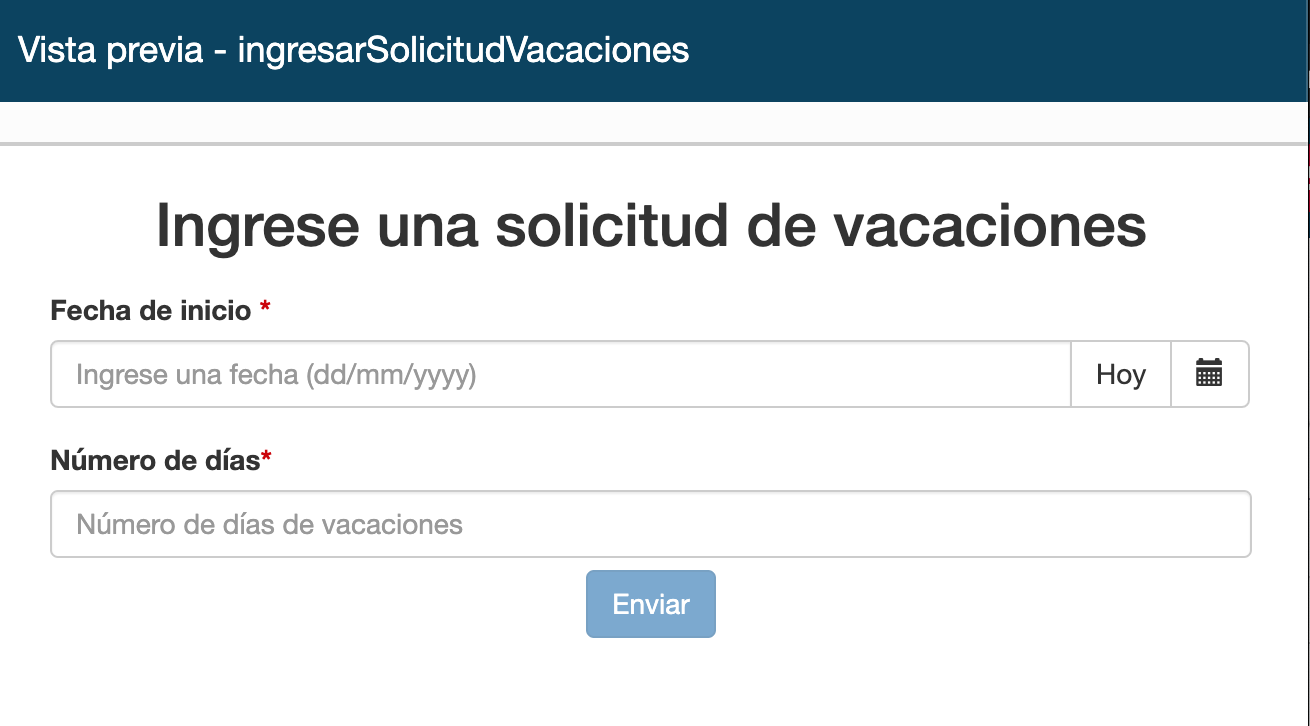 Vista previa - ingresarSolicitudVacaciones
Ingrese una solicitud de vacaciones
Fecha de inicio *
Ingrese una fecha (dd/mm/yyyy) Hoy
Número de días*
Número de días de vacaciones
Enviar